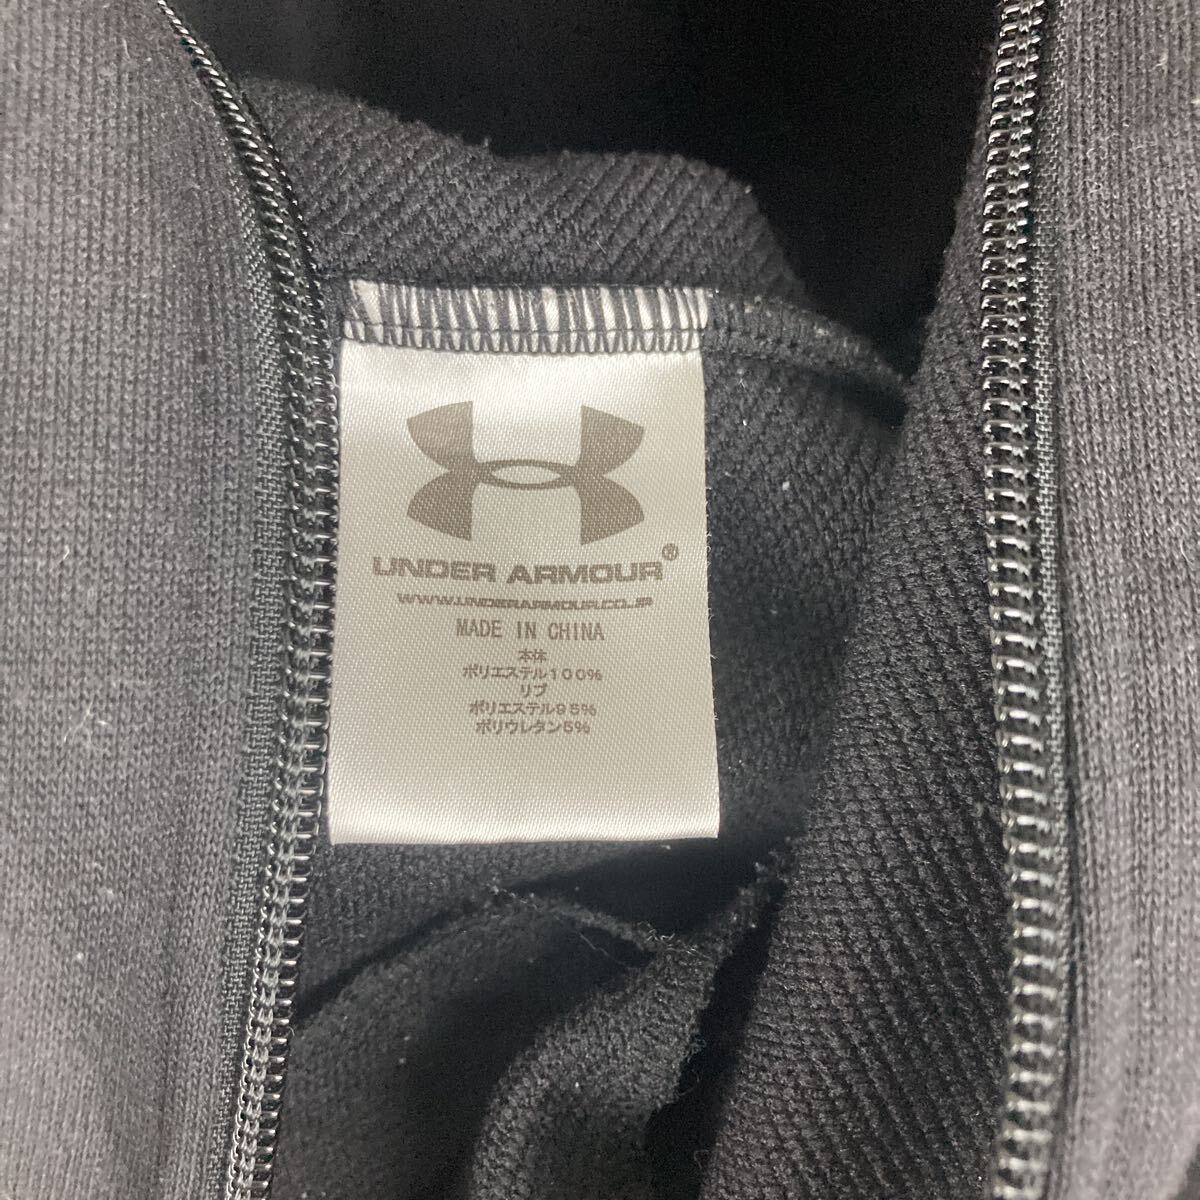 UNDER ARMOUR®
WWW.UNDERARMOUR.CO.JP
MADE IN CHINA
本体
ポリエステル100%
リブ
ポリエステル95%
ポリウレタン5%